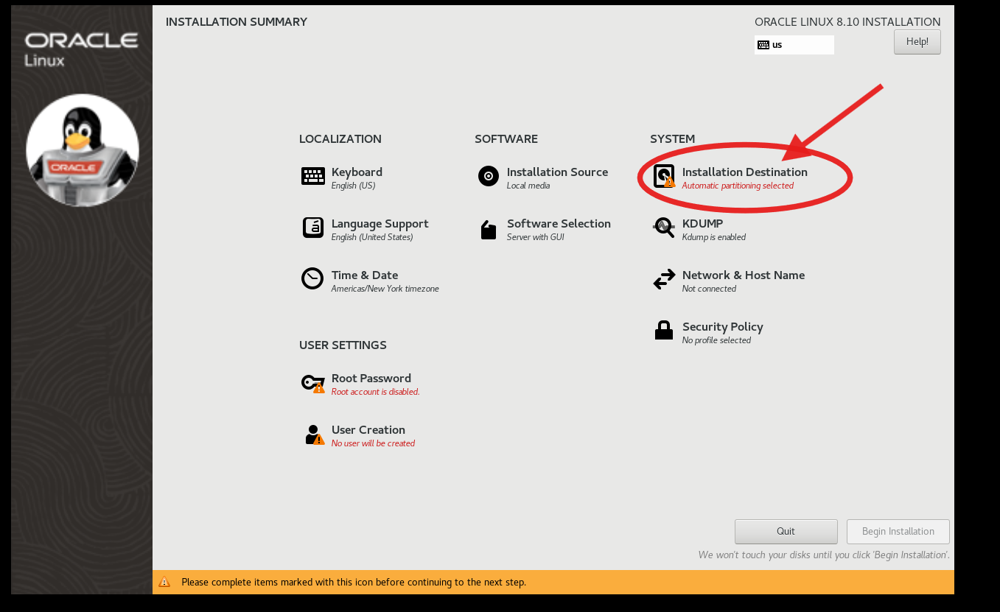 ORACLE
Linux
ORACLE
INSTALLATION SUMMARY
ORACLE LINUX 8.10 INSTALLATION
us
Help!
LOCALIZATION
Keyboard
English (US)
Language Support
English (United States)
Time & Date
Americas/New York timezone
SOFTWARE
Installation Source
Local media
Software Selection
Server with GUI
SYSTEM
Installation Destination
Automatic partitioning selected
KDUMP
Kdump is enabled
Network & Host Name
Not connected
Security Policy
No profile selected
USER SETTINGS
Root Password
Root account is disabled.
User Creation
No user will be created
Quit
Begin Installation
We won't touch your disks until you click 'Begin Installation'.
Please complete items marked with this icon before continuing to the next step.